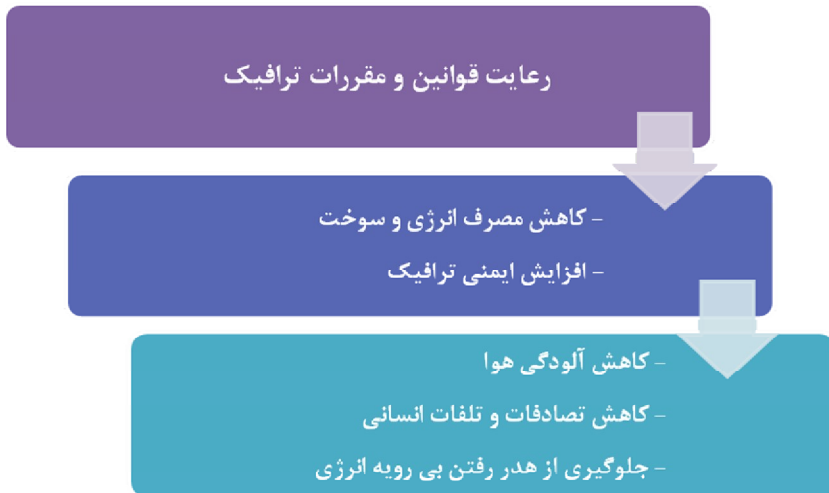 رعایت قوانین و مقررات ترافیک
- کاهش مصرف انرژی و سوخت
- افزایش ایمنی ترافیک
- کاهش آلودگی هوا
- کاهش تصادفات و تلفات انسانی
- جلوگیری از هدر رفتن بی رویه انرژی